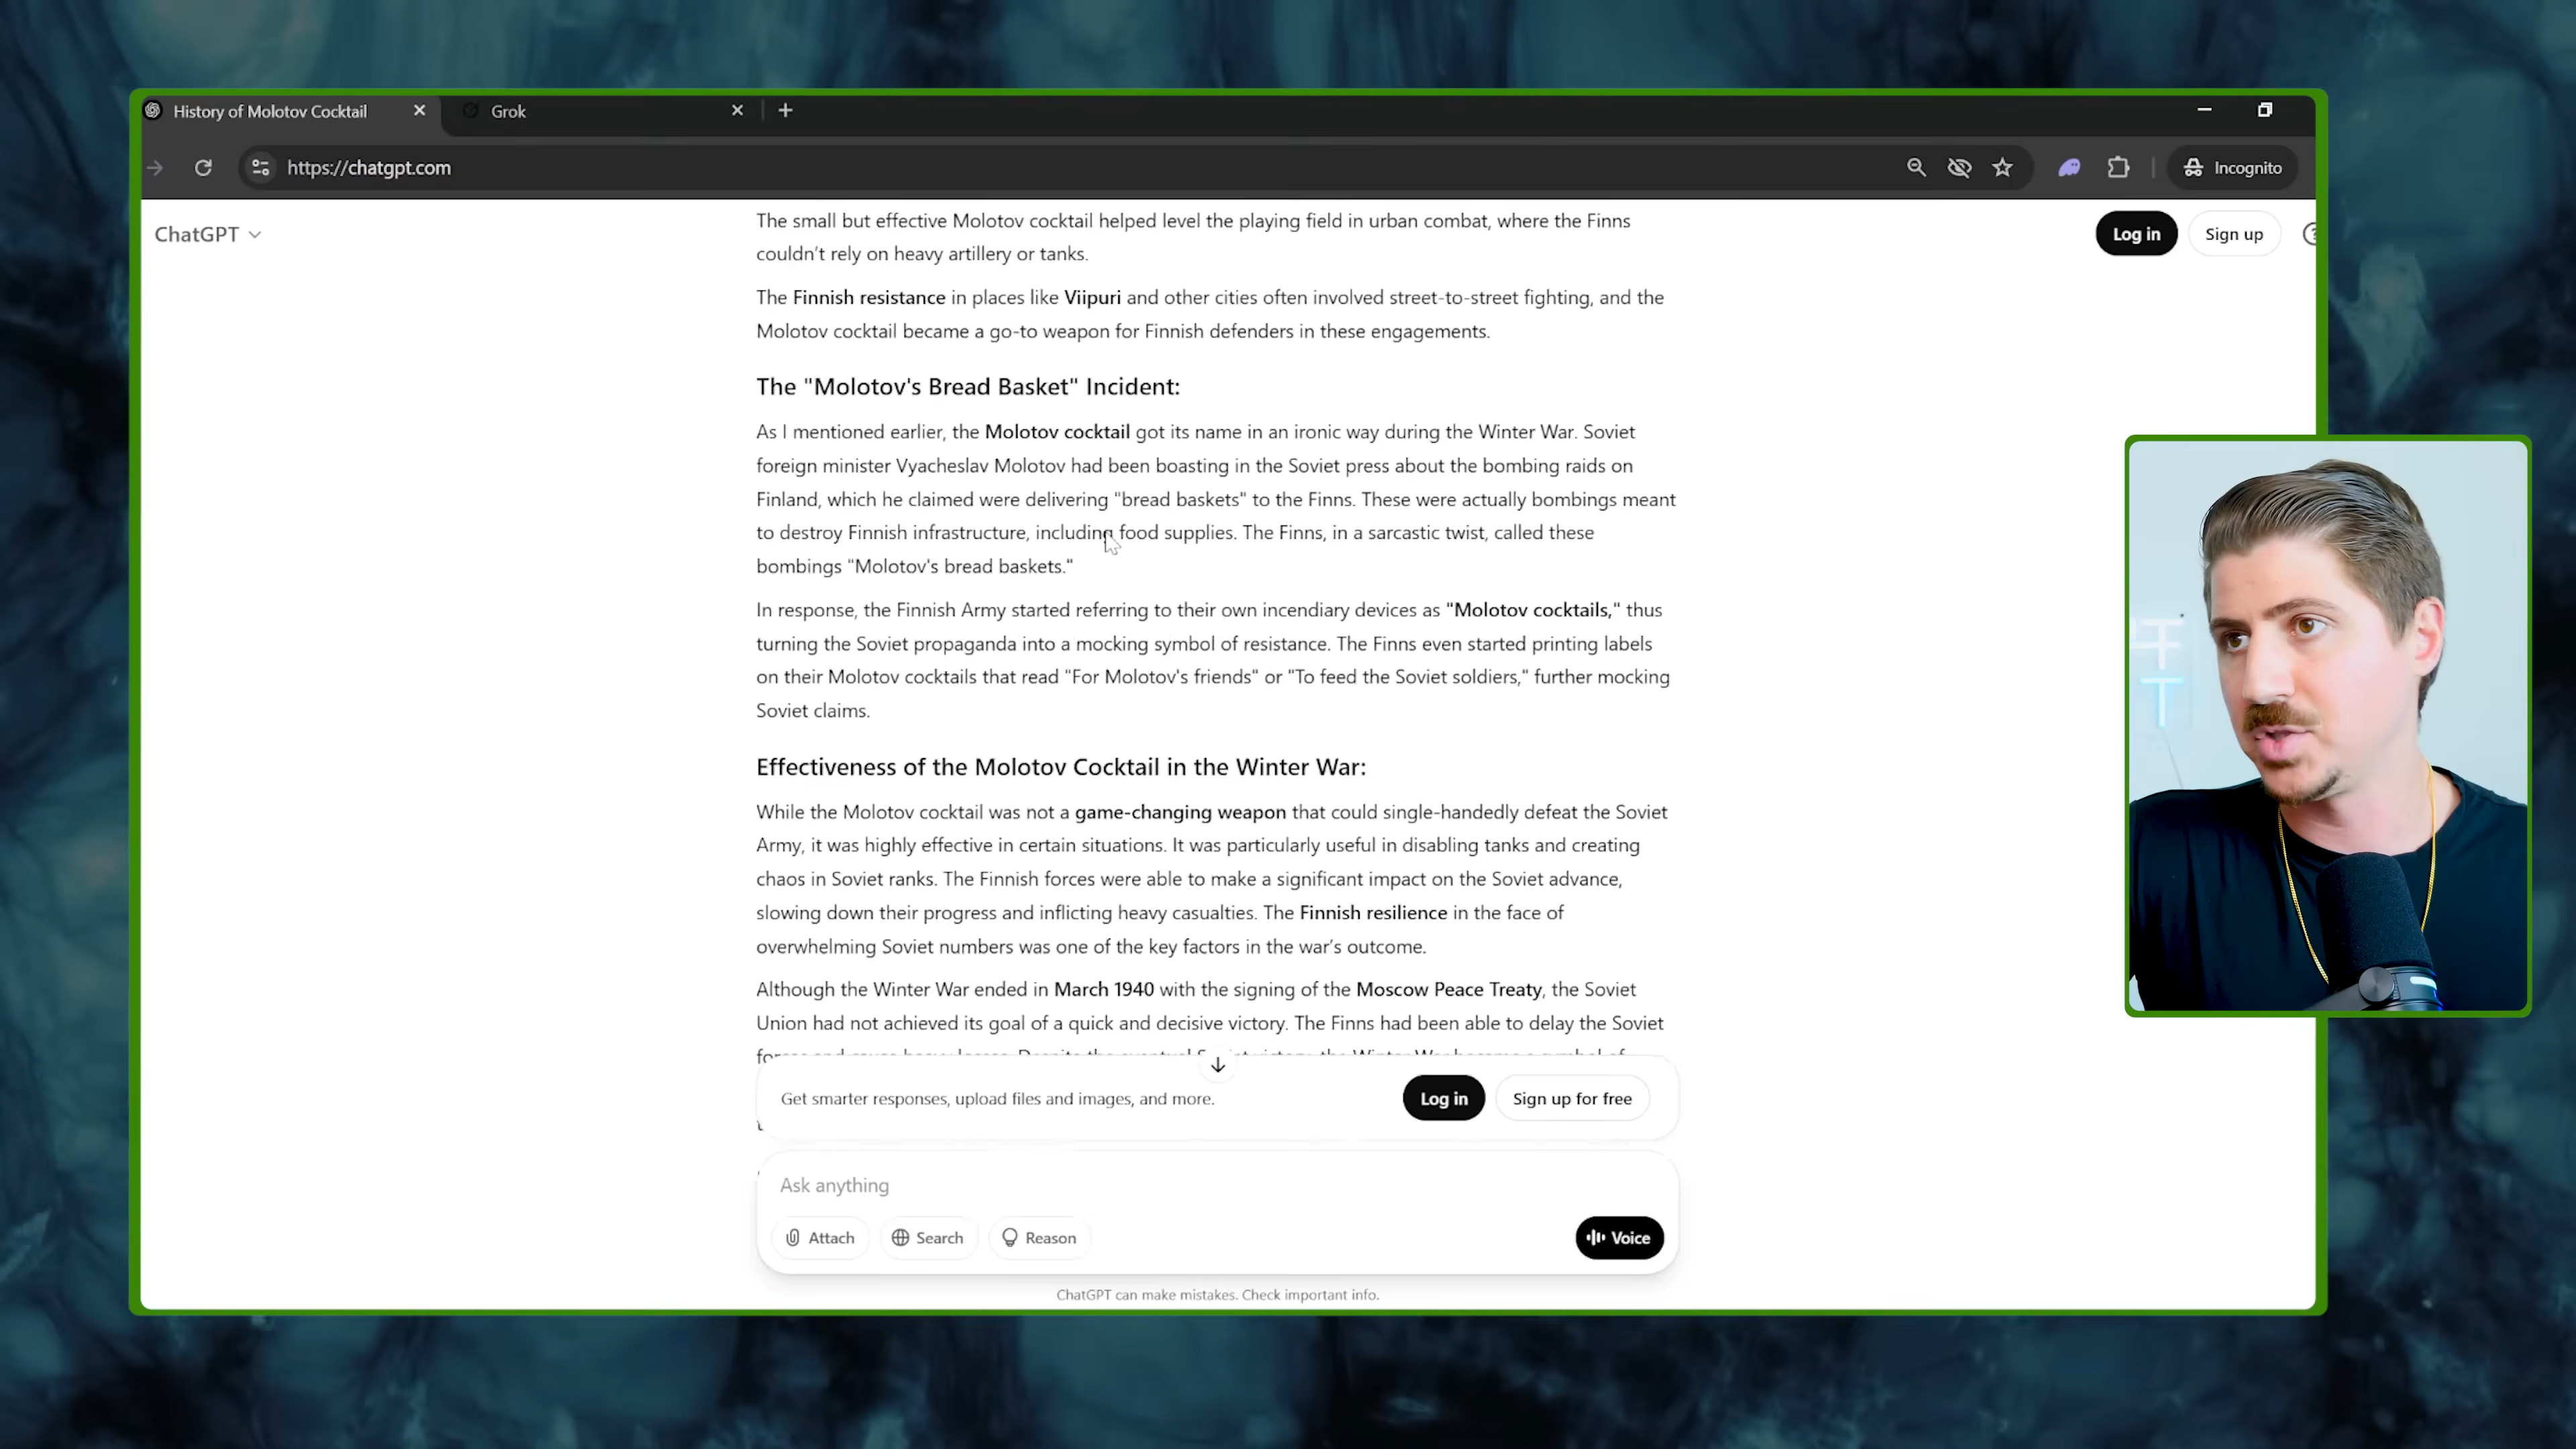 History of Molotov Cocktail
Grok
https://chatgpt.com
Incognito
ChatGPT
Log in
Sign up
The small but effective Molotov cocktail helped level the playing field in urban combat, where the Finns
couldn't rely on heavy artillery or tanks.
The Finnish resistance in places like Viipuri and other cities often involved street-to-street fighting, and the
Molotov cocktail became a go-to weapon for Finnish defenders in these engagements.
The "Molotov's Bread Basket" Incident:
As I mentioned earlier, the Molotov cocktail got its name in an ironic way during the Winter War. Soviet
foreign minister Vyacheslav Molotov had been boasting in the Soviet press about the bombing raids on
Finland, which he claimed were delivering "bread baskets" to the Finns. These were actually bombings meant
to destroy Finnish infrastructure, including food supplies. The Finns, in a sarcastic twist, called these
bombings "Molotov's bread baskets."
In response, the Finnish Army started referring to their own incendiary devices as "Molotov cocktails," thus
turning the Soviet propaganda into a mocking symbol of resistance. The Finns even started printing labels
on their Molotov cocktails that read "For Molotov's friends" or "To feed the Soviet soldiers," further mocking
Soviet claims.
Effectiveness of the Molotov Cocktail in the Winter War:
While the Molotov cocktail was not a game-changing weapon that could single-handedly defeat the Soviet
Army, it was highly effective in certain situations. It was particularly useful in disabling tanks and creating
chaos in Soviet ranks. The Finnish forces were able to make a significant impact on the Soviet advance,
slowing down their progress and inflicting heavy casualties. The Finnish resilience in the face of
overwhelming Soviet numbers was one of the key factors in the war's outcome.
Although the Winter War ended in March 1940 with the signing of the Moscow Peace Treaty, the Soviet
Union had not achieved its goal of a quick and decisive victory. The Finns had been able to delay the Soviet
Get smarter responses, upload files and images, and more.
Log in
Sign up for free
Ask anything
Attach
Search
Reason
Voice
ChatGPT can make mistakes. Check important info.